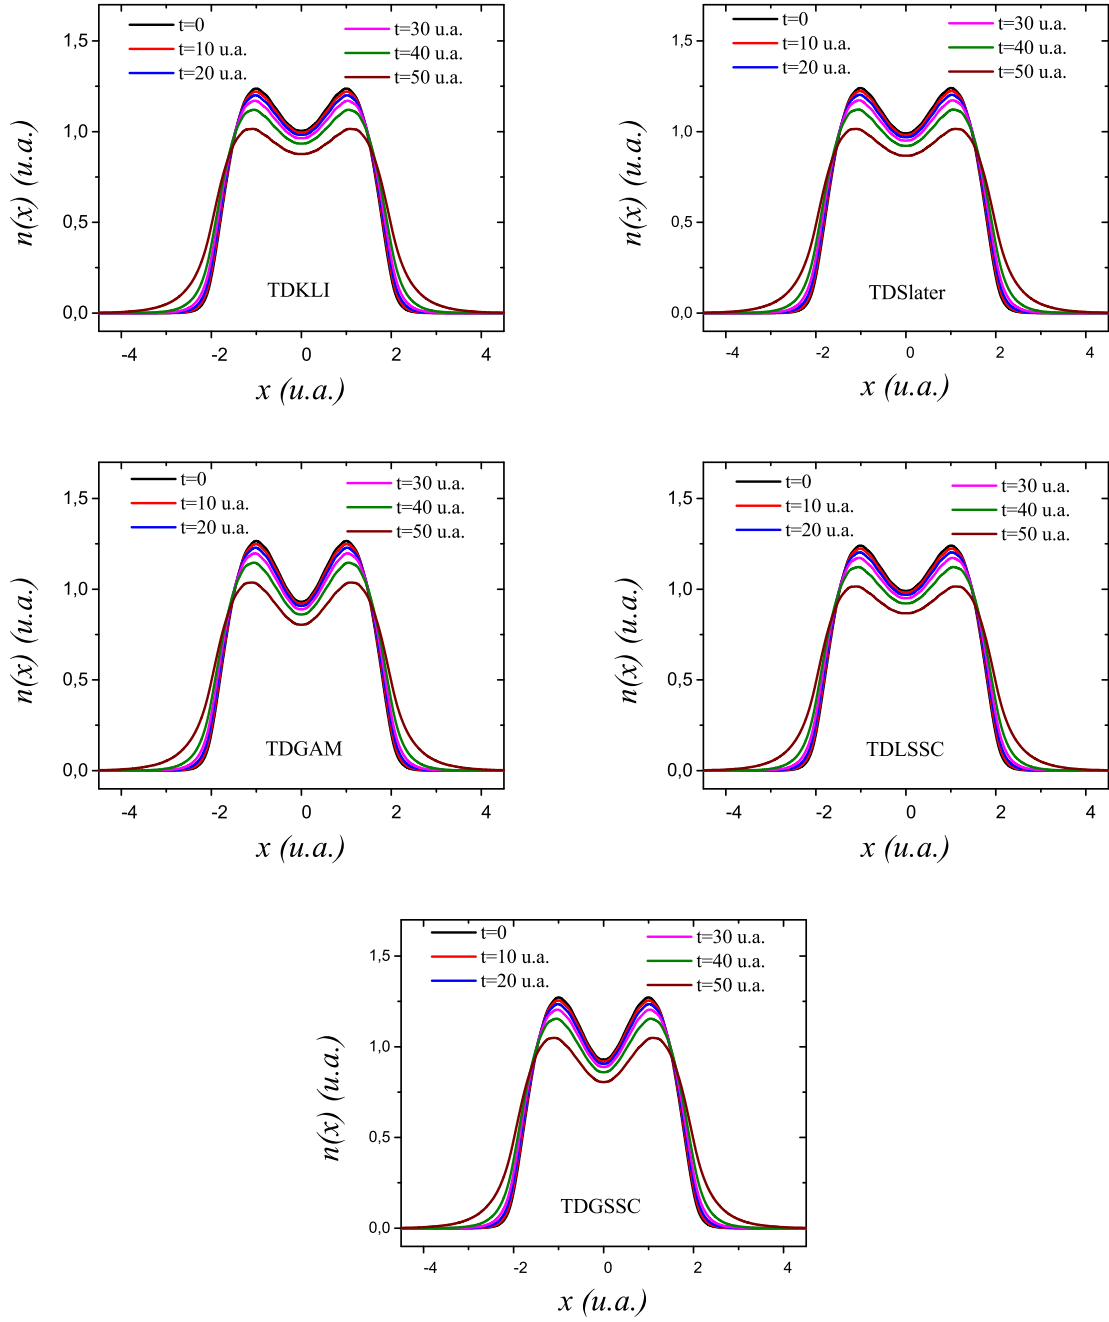 t=0
t=10 u.a.
t=20 u.a.
t=30 u.a.
t=40 u.a.
t=50 u.a.
1,5
1,0
0,5
0,0
n(x) (u.a.)
TDKLI
-4 -2 0 2 4
x (u.a.)
t=0
t=10 u.a.
t=20 u.a.
t=30 u.a.
t=40 u.a.
t=50 u.a.
1,5
1,0
0,5
0,0
n(x) (u.a.)
TDSlater
-4 -2 0 2 4
x (u.a.)
t=0
t=10 u.a.
t=20 u.a.
t=30 u.a.
t=40 u.a.
t=50 u.a.
1,5
1,0
0,5
0,0
n(x) (u.a.)
TDGAM
-4 -2 0 2 4
x (u.a.)
t=0
t=10 u.a.
t=20 u.a.
t=30 u.a.
t=40 u.a.
t=50 u.a.
1,5
1,0
0,5
0,0
n(x) (u.a.)
TDLSSC
-4 -2 0 2 4
x (u.a.)
t=0
t=10 u.a.
t=20 u.a.
t=30 u.a.
t=40 u.a.
t=50 u.a.
1,5
1,0
0,5
0,0
n(x) (u.a.)
TDGSSC
-4 -2 0 2 4
x (u.a.)